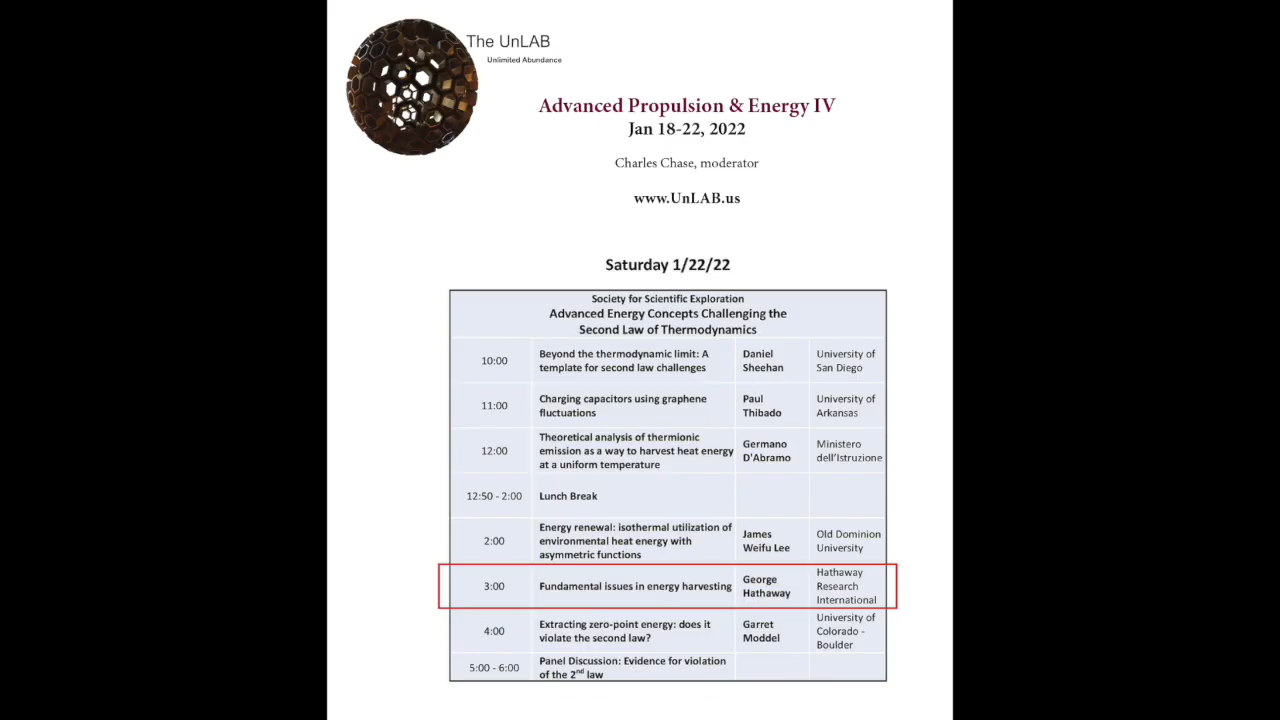 The UnLAB
Unlimited Abundance
Advanced Propulsion & Energy IV
Jan 18-22, 2022
Charles Chase, moderator
www.UnLAB.us
Saturday 1/22/22
Society for Scientific Exploration
Advanced Energy Concepts Challenging the
Second Law of Thermodynamics
10:00
Beyond the thermodynamic limit: A
template for second law challenges
Daniel
Sheehan
University of
San Diego
11:00
Charging capacitors using graphene
fluctuations
Paul
Thibado
University of
Arkansas
12:00
Theoretical analysis of thermionic
emission as a way to harvest heat energy
at a uniform temperature
Germano
D'Abramo
Ministero
dell'Istruzione
12:50 - 2:00
Lunch Break
2:00
Energy renewal: isothermal utilization of
environmental heat energy with
asymmetric functions
James
Weifu Lee
Old Dominion
University
3:00
Fundamental issues in energy harvesting
George
Hathaway
Hathaway
Research
International
4:00
Extracting zero-point energy: does it
violate the second law?
Garret
Moddel
University of
Colorado -
Boulder
5:00 - 6:00
Panel Discussion: Evidence for violation
of the 2nd law